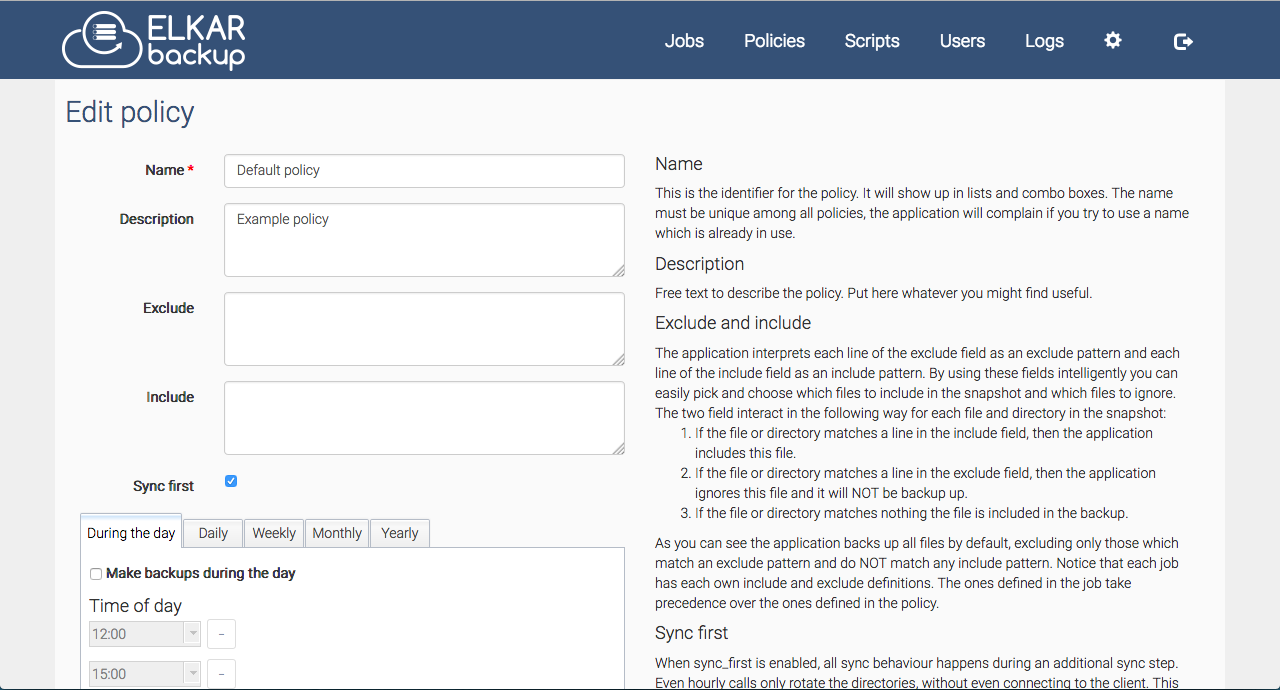 ELKAR
backup
Jobs Policies Scripts Users Logs
Edit policy
Name * Default policy
Description Example policy
Exclude
Include
Sync first
During the day Daily Weekly Monthly Yearly
Make backups during the day
Time of day
12:00 -
15:00 -
Name
This is the identifier for the policy. It will show up in lists and combo boxes. The name
must be unique among all policies, the application will complain if you try to use a name
which is already in use.
Description
Free text to describe the policy. Put here whatever you might find useful.
Exclude and include
The application interprets each line of the exclude field as an exclude pattern and each
line of the include field as an include pattern. By using these fields intelligently you can
easily pick and choose which files to include in the snapshot and which files to ignore.
The two field interact in the following way for each file and directory in the snapshot:
1. If the file or directory matches a line in the include field, then the application
includes this file.
2. If the file or directory matches a line in the exclude field, then the application
ignores this file and it will NOT be backup up.
3. If the file or directory matches nothing the file is included in the backup.
As you can see the application backs up all files by default, excluding only those which
match an exclude pattern and do NOT match any include pattern. Notice that each job
has each own include and exclude definitions. The ones defined in the job take
precedence over the ones defined in the policy.
Sync first
When sync_first is enabled, all sync behaviour happens during an additional sync step.
Even hourly calls only rotate the directories, without even connecting to the client. This